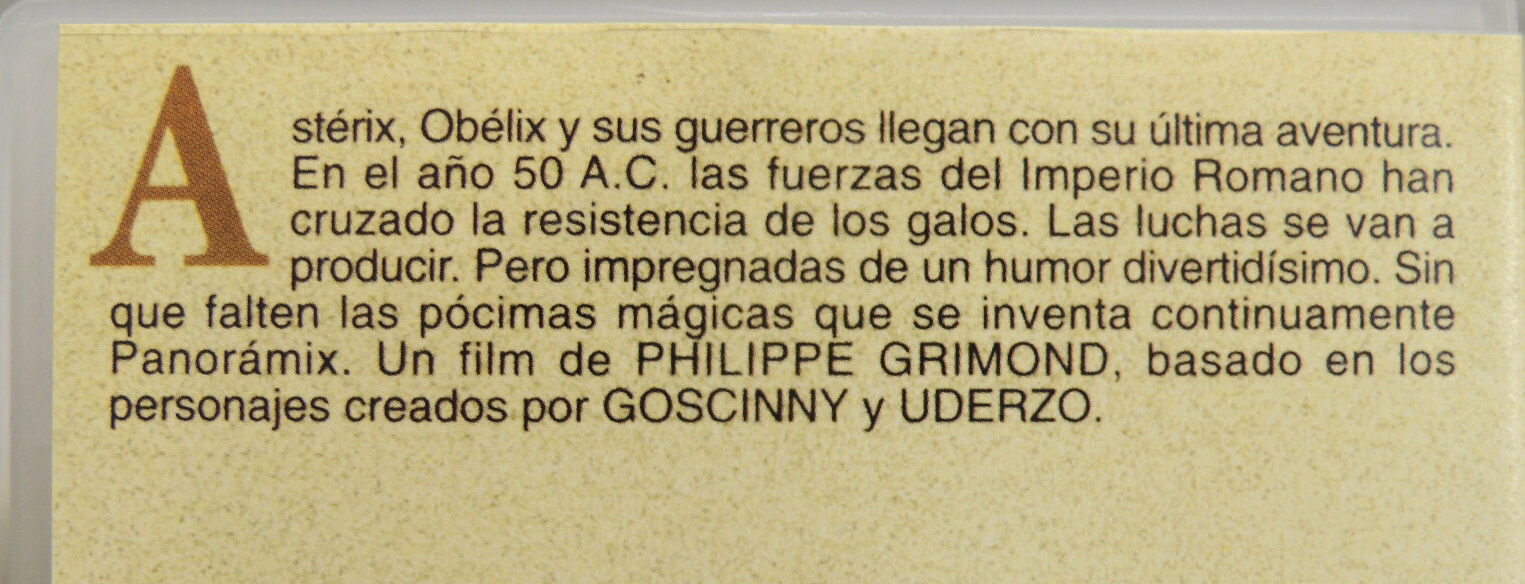 Astérix, Obélix y sus guerreros llegan con su última aventura.
En el año 50 A.C. las fuerzas del Imperio Romano han
cruzado la resistencia de los galos. Las luchas se van a
producir. Pero impregnadas de un humor divertidísimo. Sin
que falten las pócimas mágicas que se inventa continuamente
Panorámix. Un film de PHILIPPE GRIMOND, basado en los
personajes creados por GOSCINNY y UDERZO.